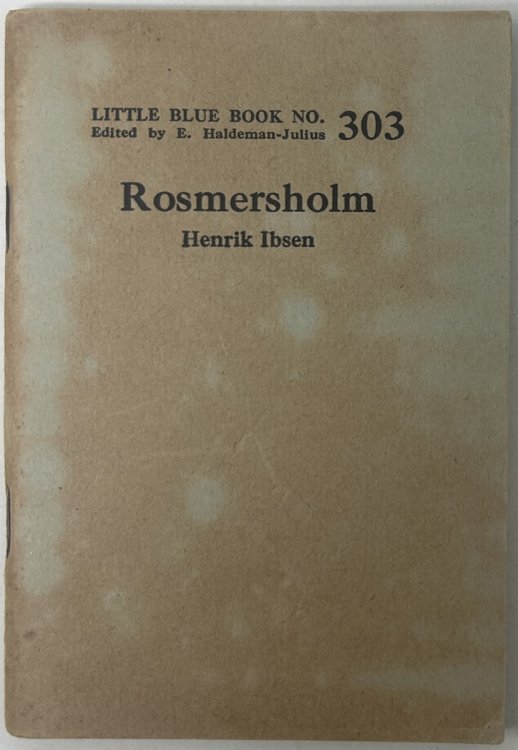 LITTLE BLUE BOOK NO. 303
Edited by E. Haldeman-Julius
Rosmersholm
Henrik Ibsen